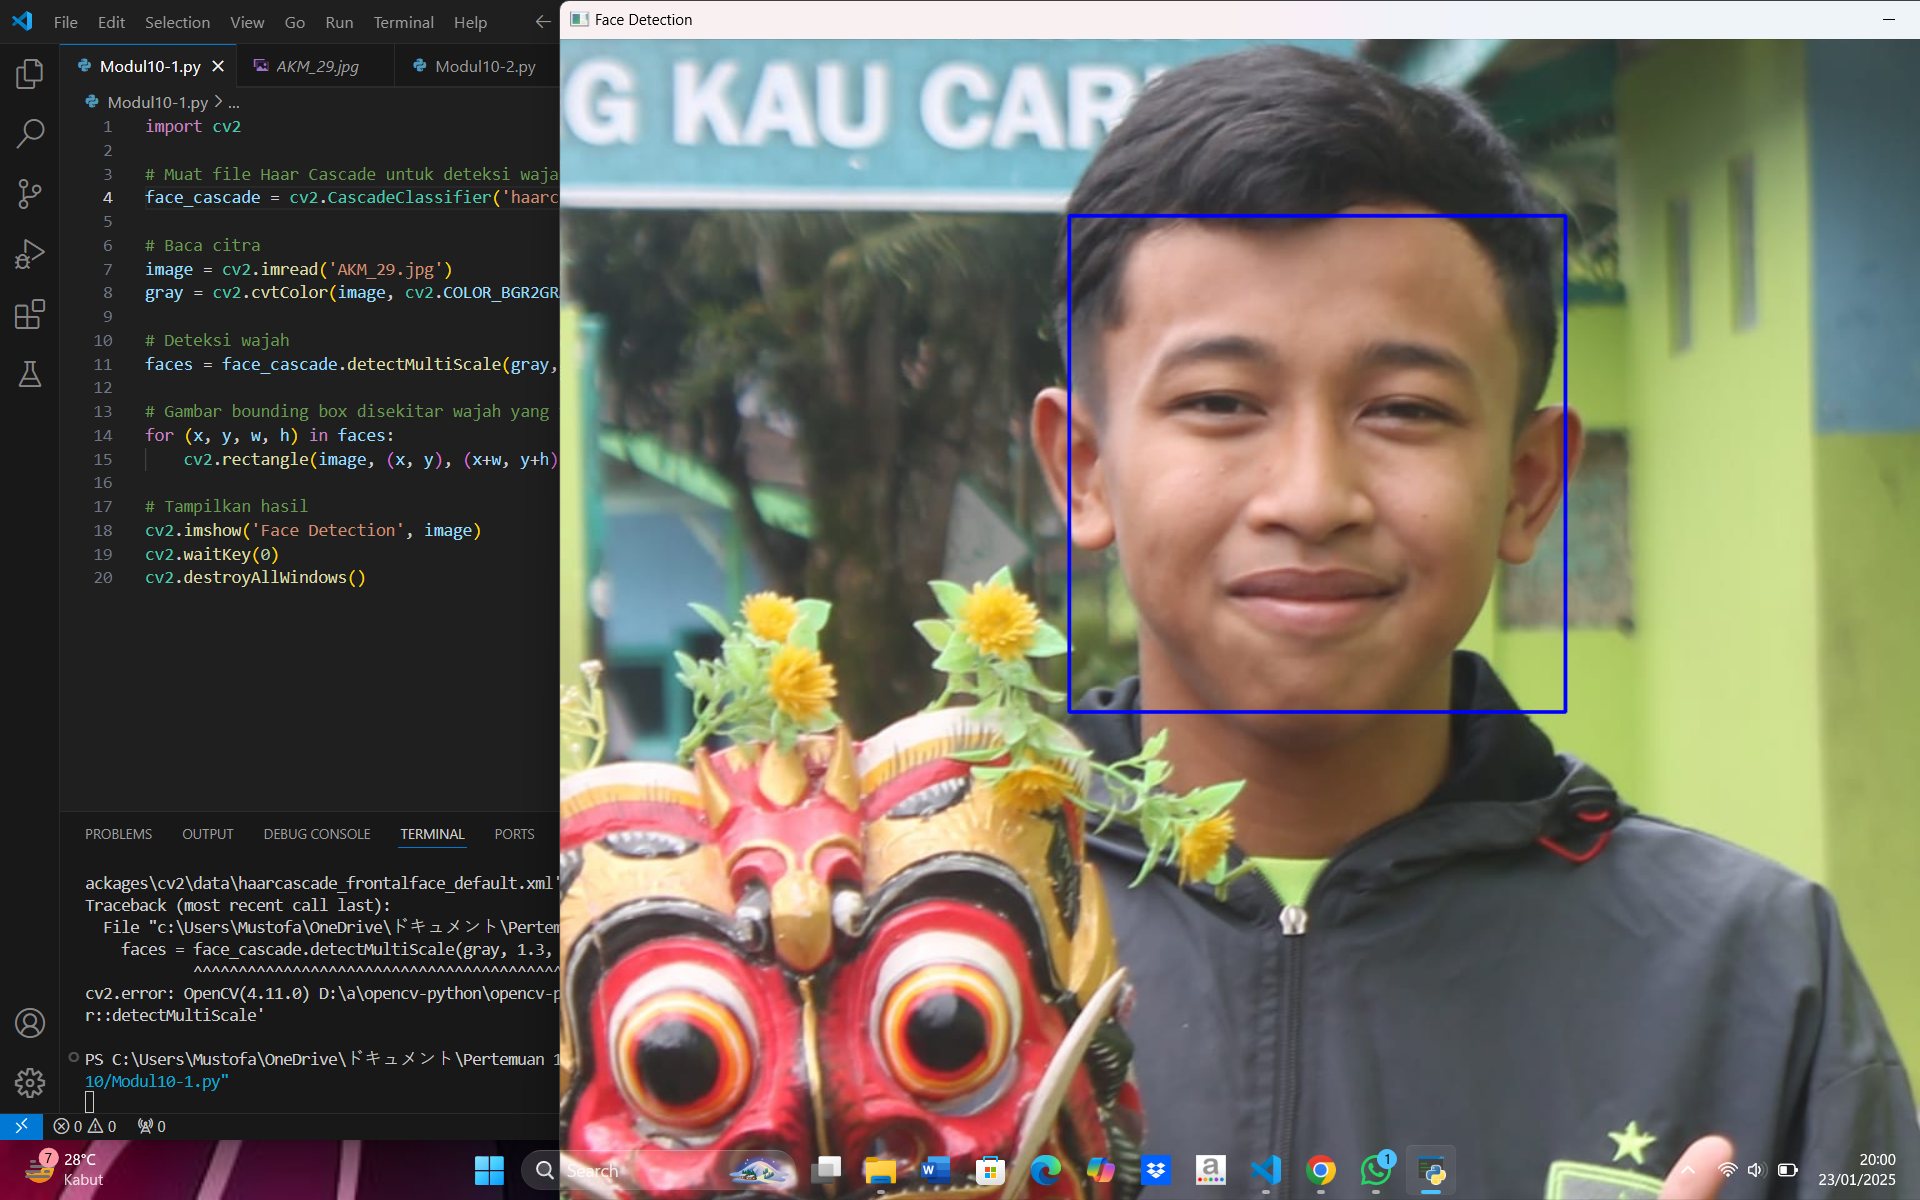 File Edit Selection View Go Run Terminal Help
Face Detection
Modul10-1.py AKM_29.jpg Modul10-2.py
Modul10-1.py > ...
1 import cv2
2
3 # Muat file Haar Cascade untuk deteksi waja
4 face_cascade = cv2.CascadeClassifier('haarc
5
6 # Baca citra
7 image = cv2.imread('AKM_29.jpg')
8 gray = cv2.cvtColor(image, cv2.COLOR_BGR2GR
9
10 # Deteksi wajah
11 faces = face_cascade.detectMultiScale(gray,
12
13 # Gambar bounding box disekitar wajah yang
14 for (x, y, w, h) in faces:
15 cv2.rectangle(image, (x, y), (x+w, y+h)
16
17 # Tampilkan hasil
18 cv2.imshow('Face Detection', image)
19 cv2.waitKey(0)
20 cv2.destroyAllWindows()
G KAU CAR
PROBLEMS OUTPUT DEBUG CONSOLE TERMINAL PORTS
ackages\cv2\data\haarcascade_frontalface_default.xml'
Traceback (most recent call last):
File "c:\Users\Mustofa\OneDrive\ドキュメント\Pertem
faces = face_cascade.detectMultiScale(gray, 1.3,
^^^^^^^^^^^^^^^^^^^^^^^^^^^^^^^^^^^^^^^^
cv2.error: OpenCV(4.11.0) D:\a\opencv-python\opencv-p
r::detectMultiScale'
PS C:\Users\Mustofa\OneDrive\ドキュメント\Pertemuan 1
10/Modul10-1.py"
0 0 0
7 28°C
Kabut
Search
W
a
1
20:00
23/01/2025